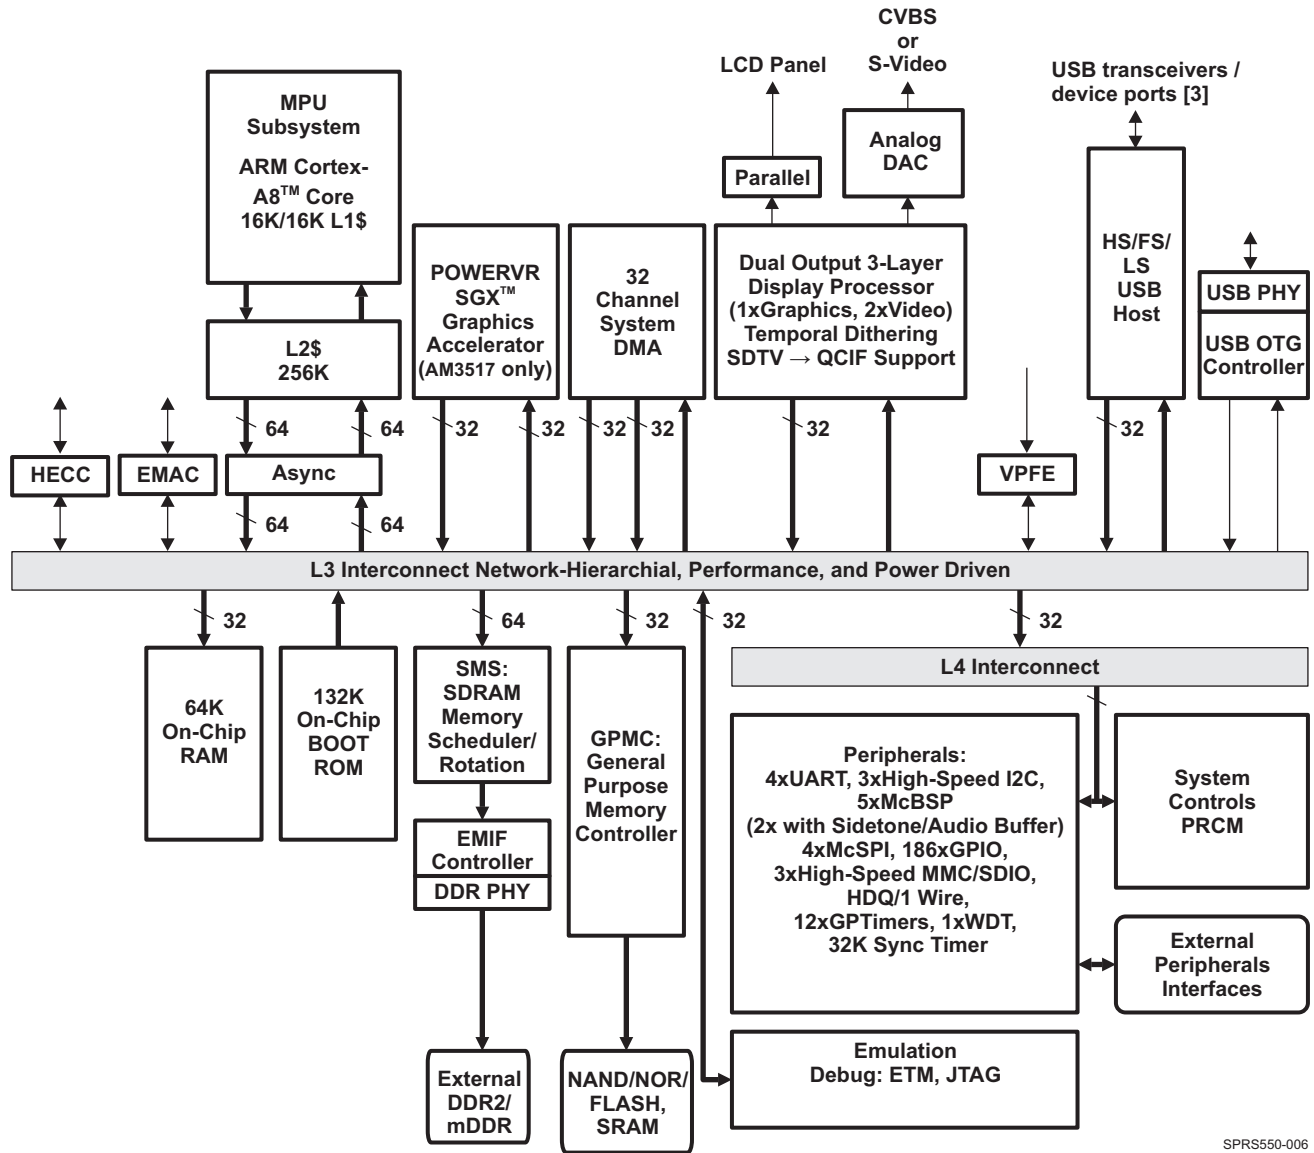 CVBS
or
S-Video
LCD Panel
USB transceivers /
device ports [3]
MPU
Subsystem
ARM Cortex-
A8™ Core
16K/16K L1$
Analog
DAC
Parallel
POWERVR
SGX™
Graphics
Accelerator
(AM3517 only)
32
Channel
System
DMA
Dual Output 3-Layer
Display Processor
(1xGraphics, 2xVideo)
Temporal Dithering
SDTV → QCIF Support
HS/FS/
LS
USB
Host
USB PHY
USB OTG
Controller
L2$
256K
64
64
32
32
32
32
32
32
HECC
EMAC
Async
VPFE
64
64
L3 Interconnect Network-Hierarchial, Performance, and Power Driven
32
64
32
32
32
64K
On-Chip
RAM
132K
On-Chip
BOOT
ROM
SMS:
SDRAM
Memory
Scheduler/
Rotation
EMIF
Controller
DDR PHY
GPMC:
General
Purpose
Memory
Controller
L4 Interconnect
Peripherals:
4xUART, 3xHigh-Speed I2C,
5xMcBSP
(2x with Sidetone/Audio Buffer)
4xMcSPI, 186xGPIO,
3xHigh-Speed MMC/SDIO,
HDQ/1 Wire,
12xGPTimers, 1xWDT,
32K Sync Timer
System
Controls
PRCM
External
Peripherals
Interfaces
Emulation
Debug: ETM, JTAG
External
DDR2/
mDDR
NAND/NOR/
FLASH,
SRAM
SPRS550-006